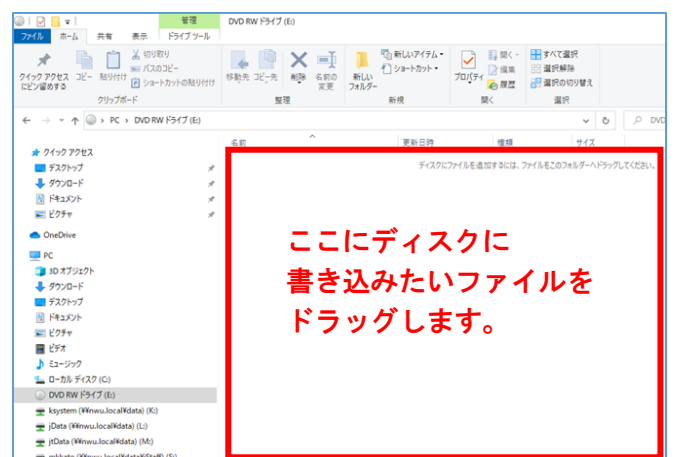 管理
DVD RW ドライブ (E:)
ファイル ホーム 共有 表示 ドライブ ツール
クイック アクセス
にピン留めする
コピー
貼り付け
切り取り
パスのコピー
ショートカットの貼り付け
クリップボード
移動先 コピー先 削除 名前の
変更
整理
新しい
フォルダー
新しいアイテム
ショートカット
新規
プロパティ
開く
編集
履歴
開く
すべて選択
選択解除
選択の切り替え
選択
PC › DVD RW ドライブ (E:)
DVD
名前 更新日時 種類 サイズ
ディスクにファイルを追加するには、ファイルをこのフォルダーへドラッグしてください。
クイック アクセス
デスクトップ
ダウンロード
ドキュメント
ピクチャ
OneDrive
PC
3D オブジェクト
ダウンロード
デスクトップ
ドキュメント
ピクチャ
ビデオ
ミュージック
ローカル ディスク (C:)
DVD RW ドライブ (E:)
ksystem (¥¥nwu.local¥data) (K:)
jData (¥¥nwu.local¥data) (L:)
jtData (¥¥nwu.local¥data) (M:)
ここにディスクに
書き込みたいファイルを
ドラッグします。